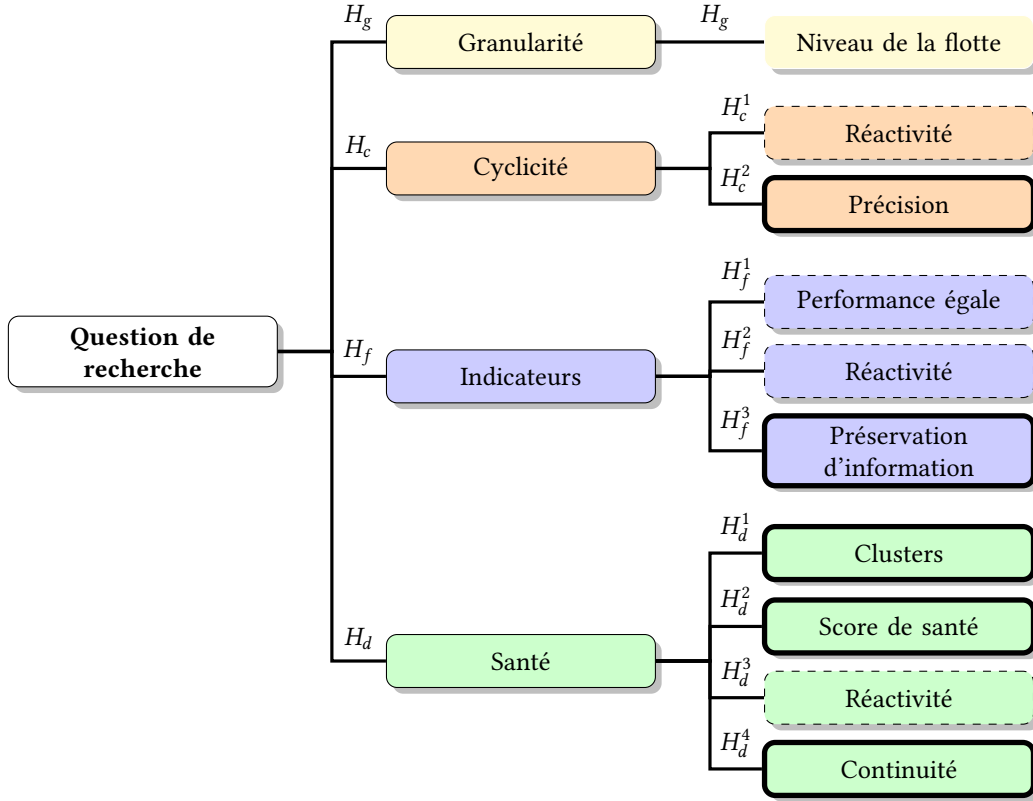 H_g
Granularité
H_g
Niveau de la flotte
H_c
Cyclicité
H_c^1
Réactivité
H_c^2
Précision
Question de
recherche
H_f
Indicateurs
H_f^1
Performance égale
H_f^2
Réactivité
H_f^3
Préservation
d'information
H_d
Santé
H_d^1
Clusters
H_d^2
Score de santé
H_d^3
Réactivité
H_d^4
Continuité